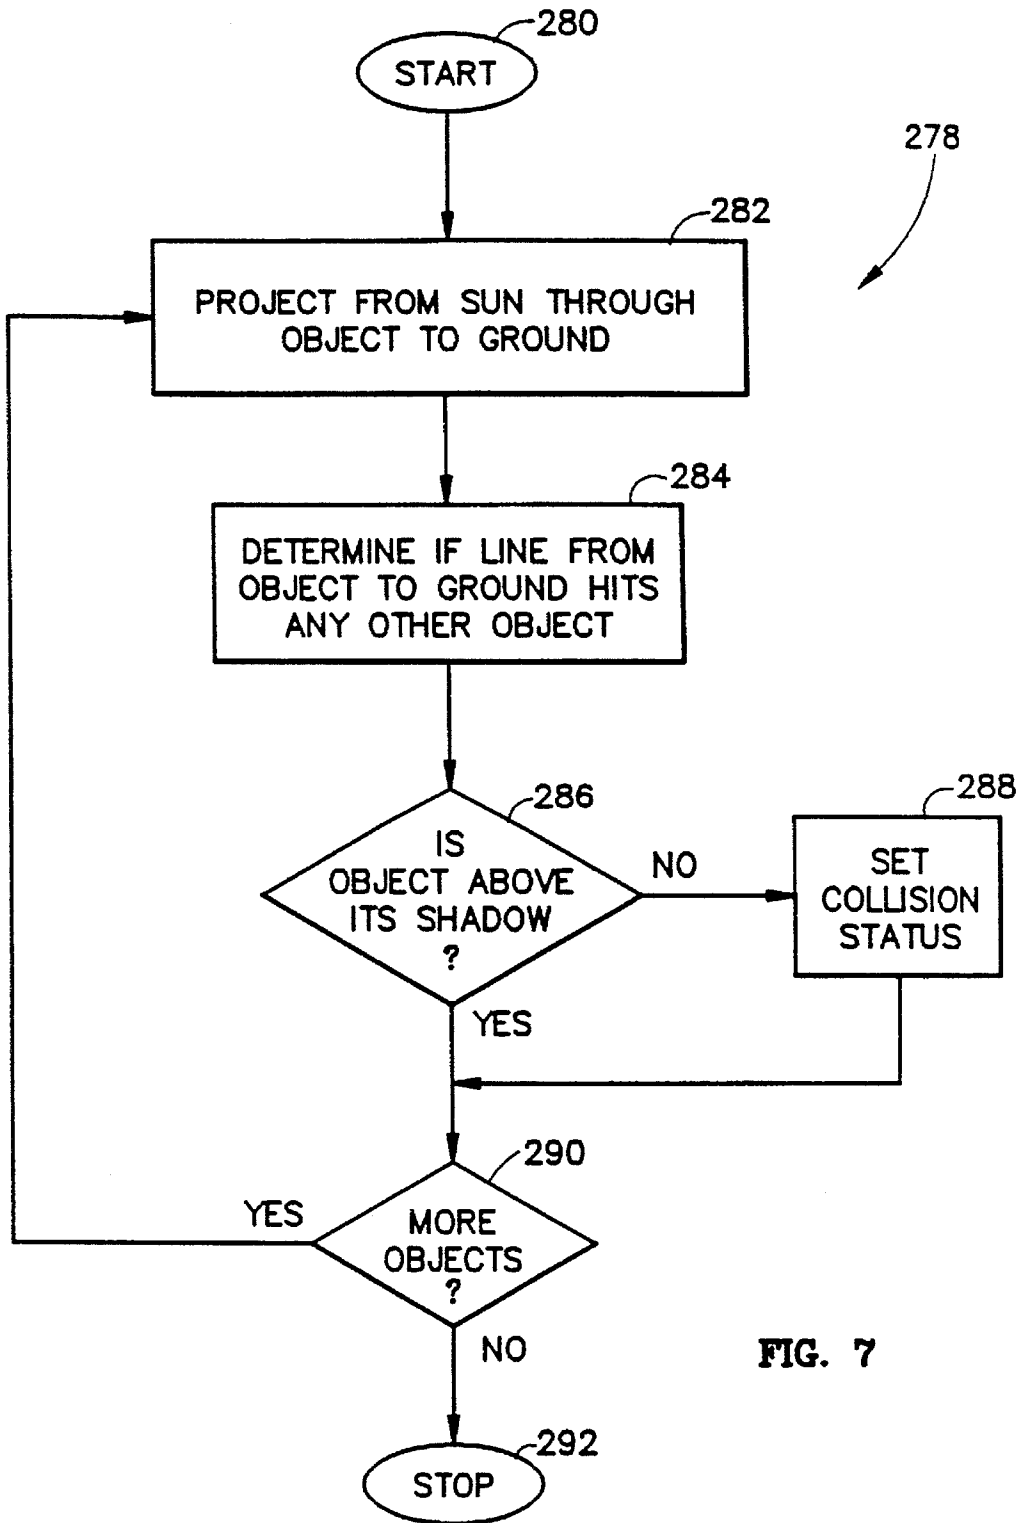 280
START
278
282
PROJECT FROM SUN THROUGH
OBJECT TO GROUND
284
DETERMINE IF LINE FROM
OBJECT TO GROUND HITS
ANY OTHER OBJECT
286
IS
OBJECT ABOVE
ITS SHADOW
?
NO
288
SET
COLLISION
STATUS
YES
290
YES
MORE
OBJECTS
?
NO
FIG. 7
292
STOP